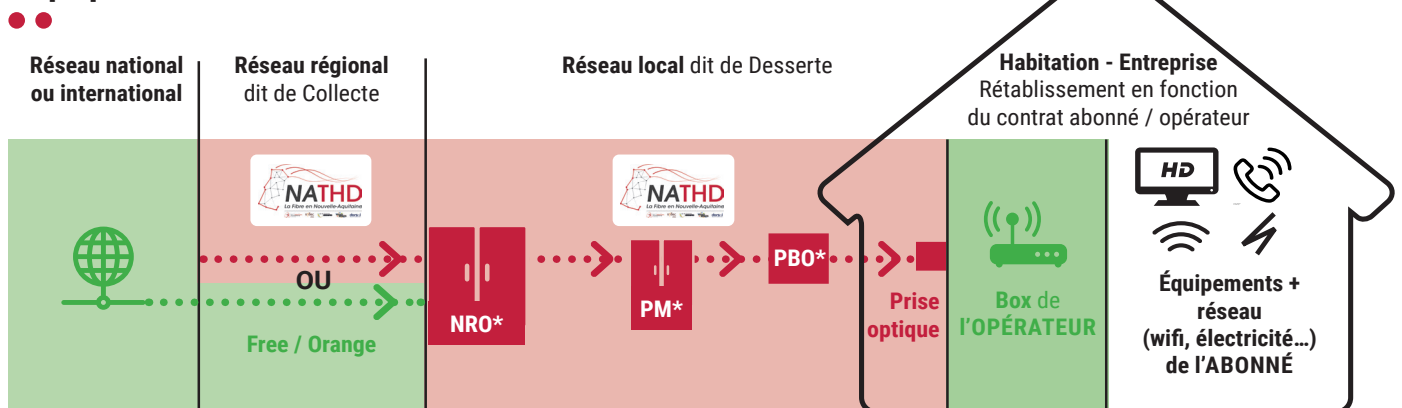 Réseau national
ou international
Réseau régional
dit de Collecte
Réseau local dit de Desserte
Habitation - Entreprise
Rétablissement en fonction
du contrat abonné / opérateur
NATHD
La Fibre en Nouvelle-Aquitaine
NATHD
La Fibre en Nouvelle-Aquitaine
HD
OU
Free / Orange
NRO*
PM*
PBO*
Prise
optique
Box de
l'OPÉRATEUR
Équipements +
réseau
(wifi, électricité…)
de l'ABONNÉ